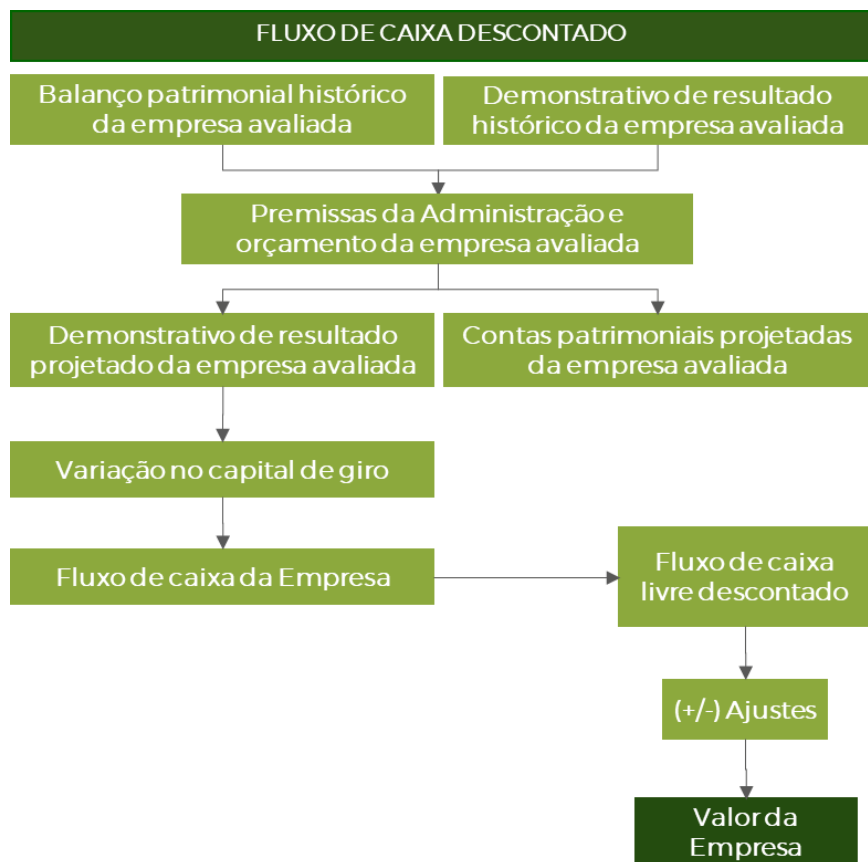 FLUXO DE CAIXA DESCONTADO
Balanço patrimonial histórico
da empresa avaliada
Demonstrativo de resultado
histórico da empresa avaliada
Premissas da Administração e
orçamento da empresa avaliada
Demonstrativo de resultado
projetado da empresa avaliada
Contas patrimoniais projetadas
da empresa avaliada
Variação no capital de giro
Fluxo de caixa da Empresa
Fluxo de caixa
livre descontado
(+/-) Ajustes
Valor da
Empresa